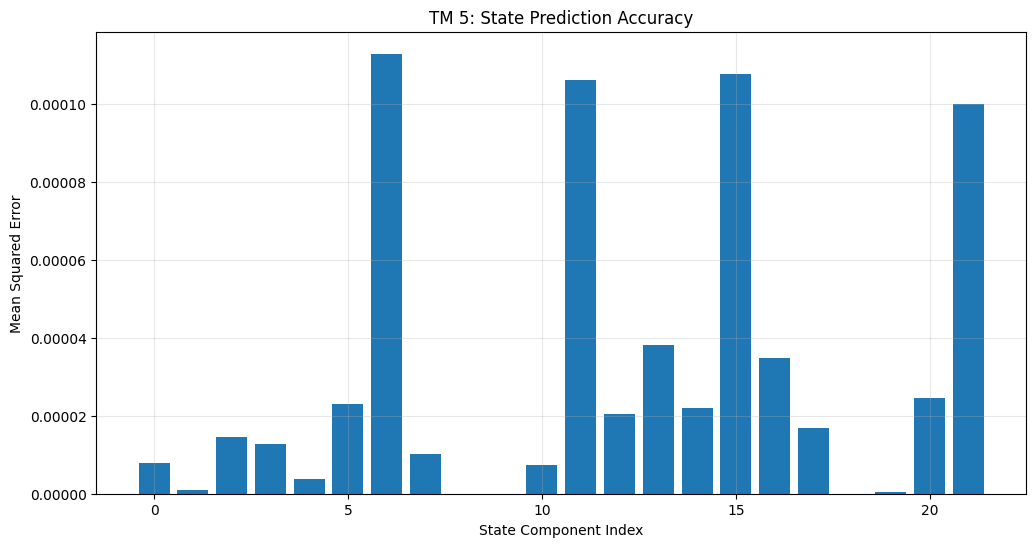 TM 5: State Prediction Accuracy
Mean Squared Error
0.00010
0.00008
0.00006
0.00004
0.00002
0.00000
0 5 10 15 20
State Component Index